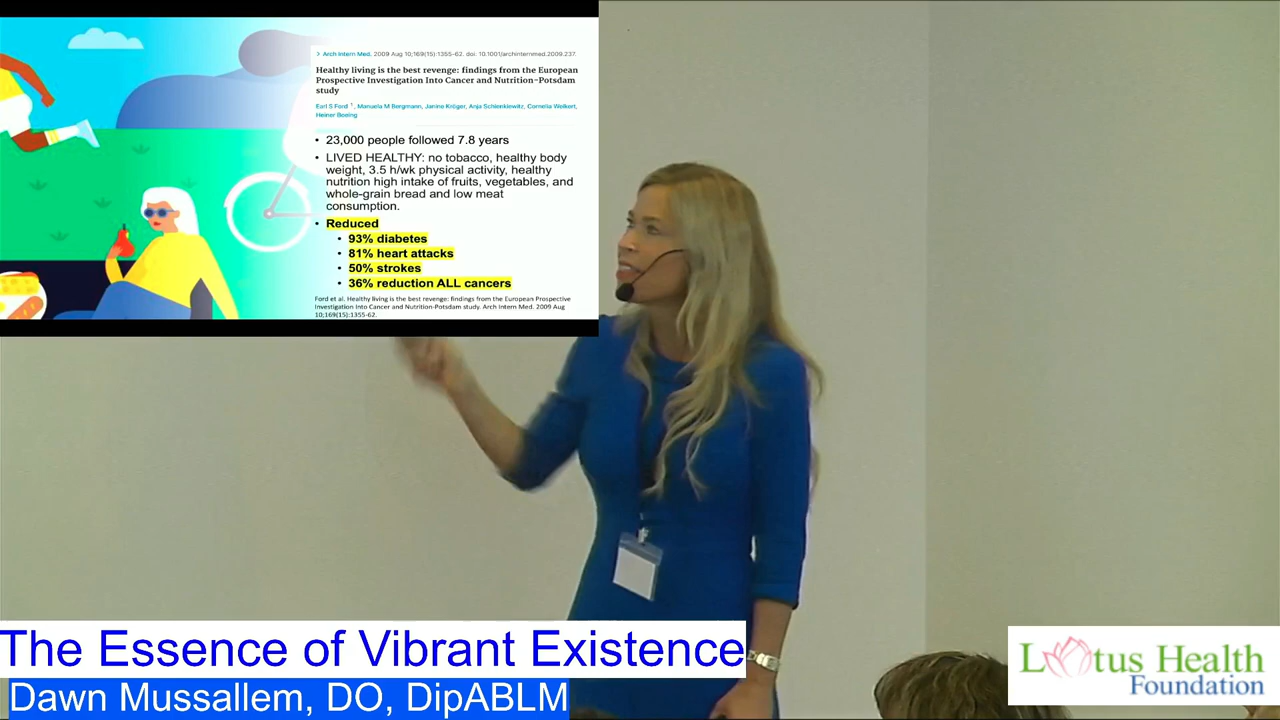 > Arch Intern Med. 2009 Aug 10;169(15):1355-62. doi: 10.1001/archinternmed.2009.237.
Healthy living is the best revenge: findings from the European
Prospective Investigation Into Cancer and Nutrition-Potsdam
study
Earl S Ford 1, Manuela M Bergmann, Janine Kröger, Anja Schienkiewitz, Cornelia Weikert,
Heiner Boeing
• 23,000 people followed 7.8 years
• LIVED HEALTHY: no tobacco, healthy body
weight, 3.5 h/wk physical activity, healthy
nutrition high intake of fruits, vegetables, and
whole-grain bread and low meat
consumption.
• Reduced
• 93% diabetes
• 81% heart attacks
• 50% strokes
• 36% reduction ALL cancers
Ford et al. Healthy living is the best revenge: findings from the European Prospective
Investigation Into Cancer and Nutrition-Potsdam study. Arch Intern Med. 2009 Aug
10;169(15):1355-62.
The Essence of Vibrant Existence
Dawn Mussallem, DO, DipABLM
Lotus Health
Foundation